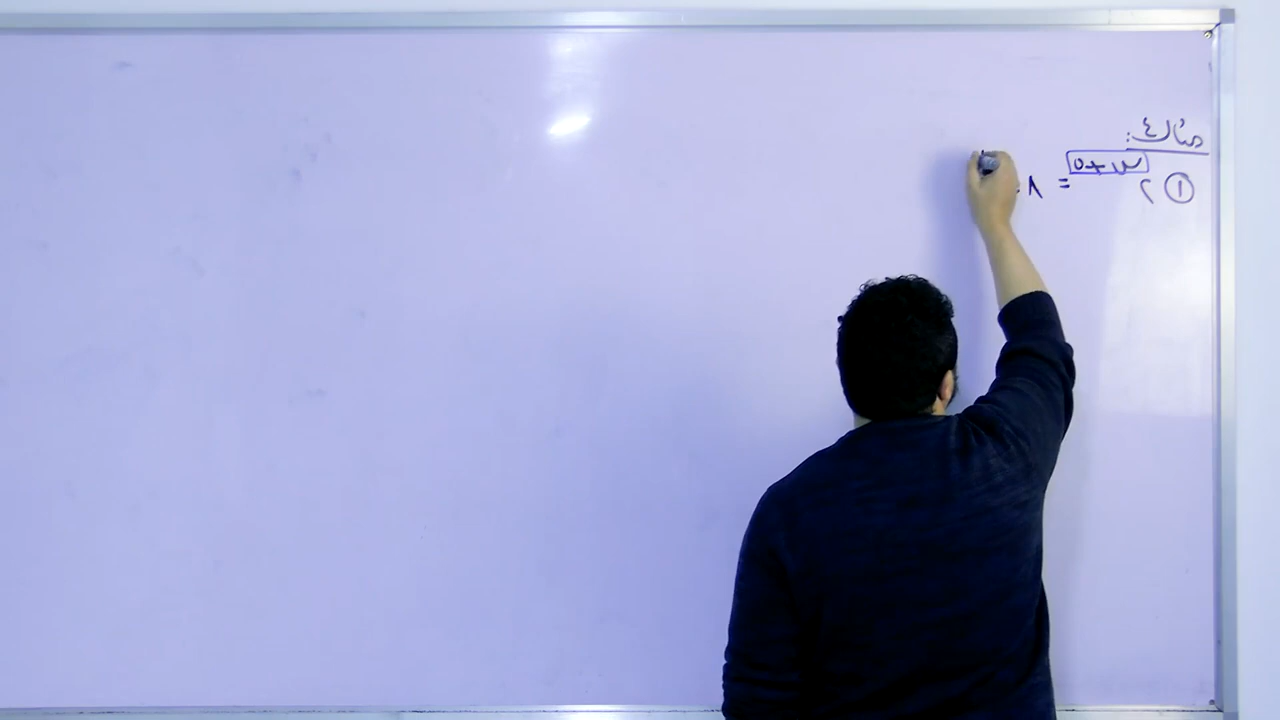 مثال ٤:
① ٢ س + ٥ = ٨